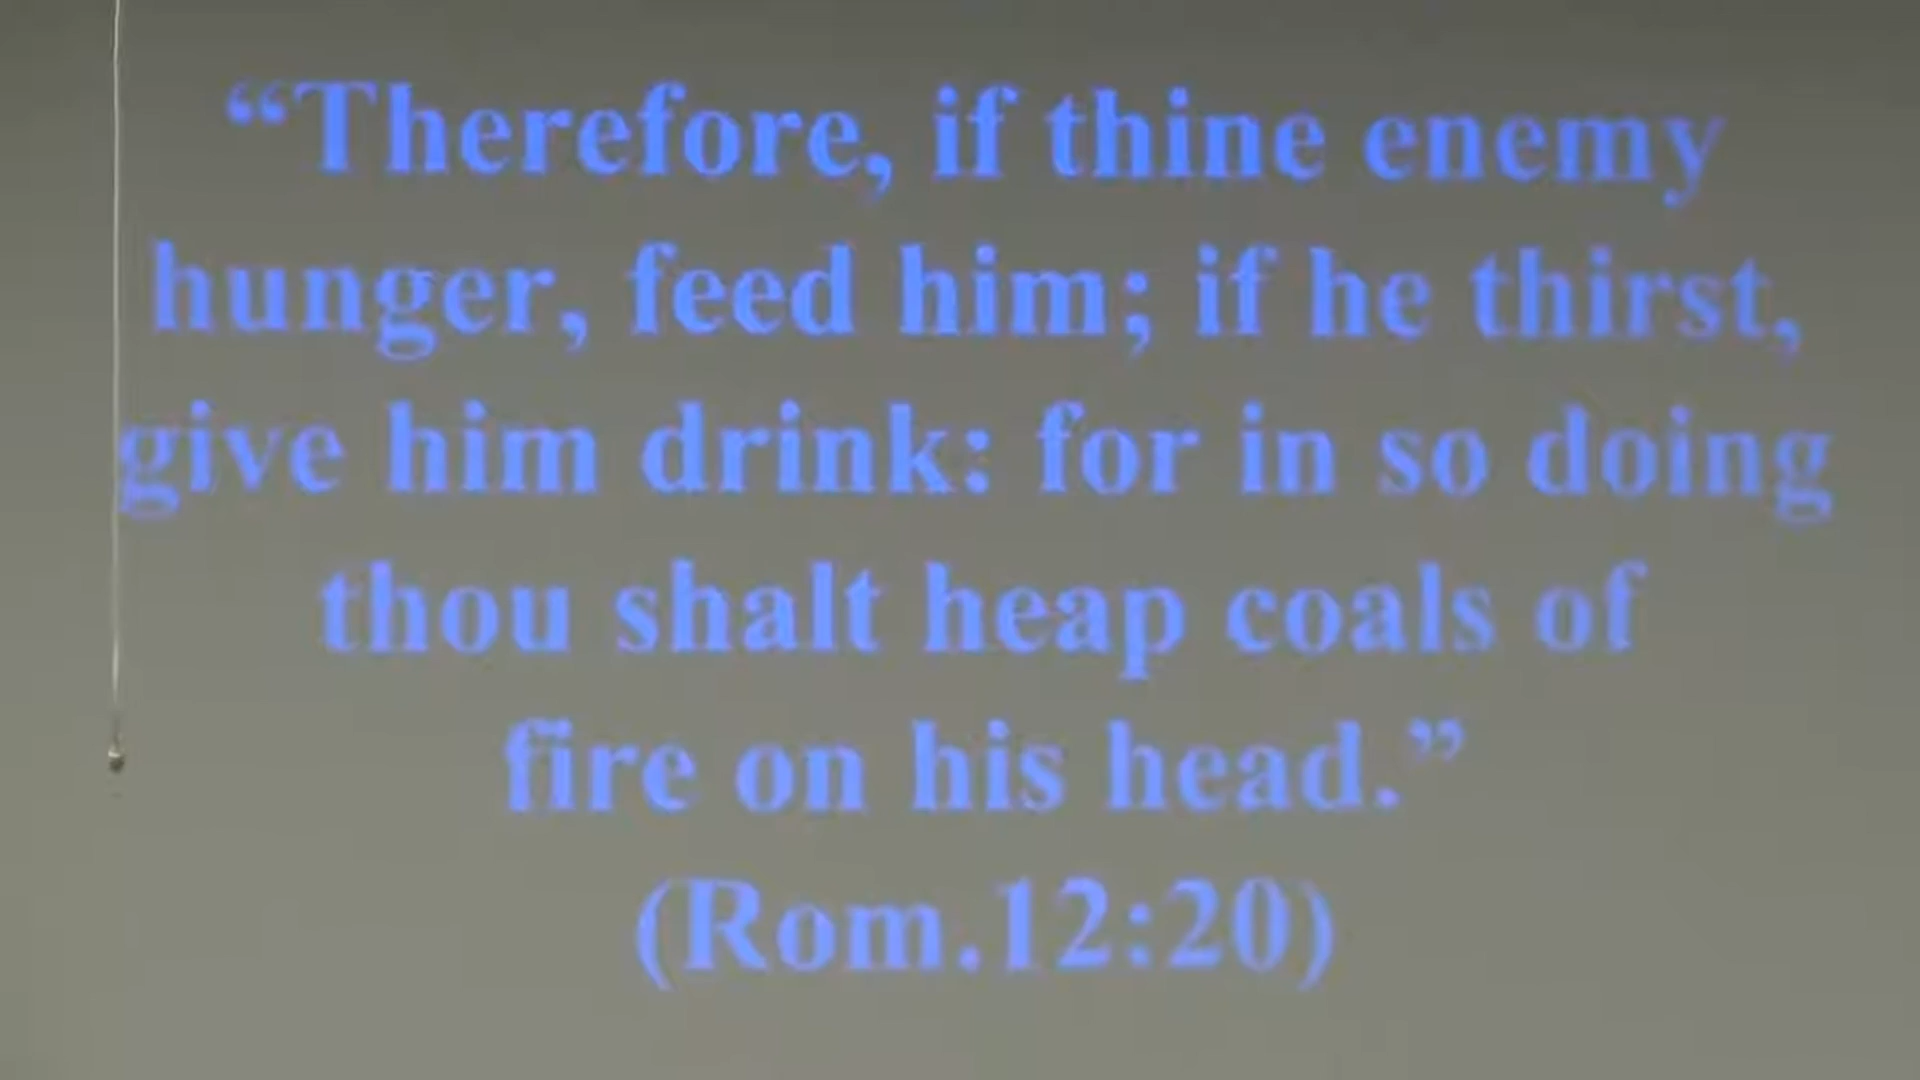 “Therefore, if thine enemy
hunger, feed him; if he thirst,
give him drink: for in so doing
thou shalt heap coals of
fire on his head.”
(Rom.12:20)